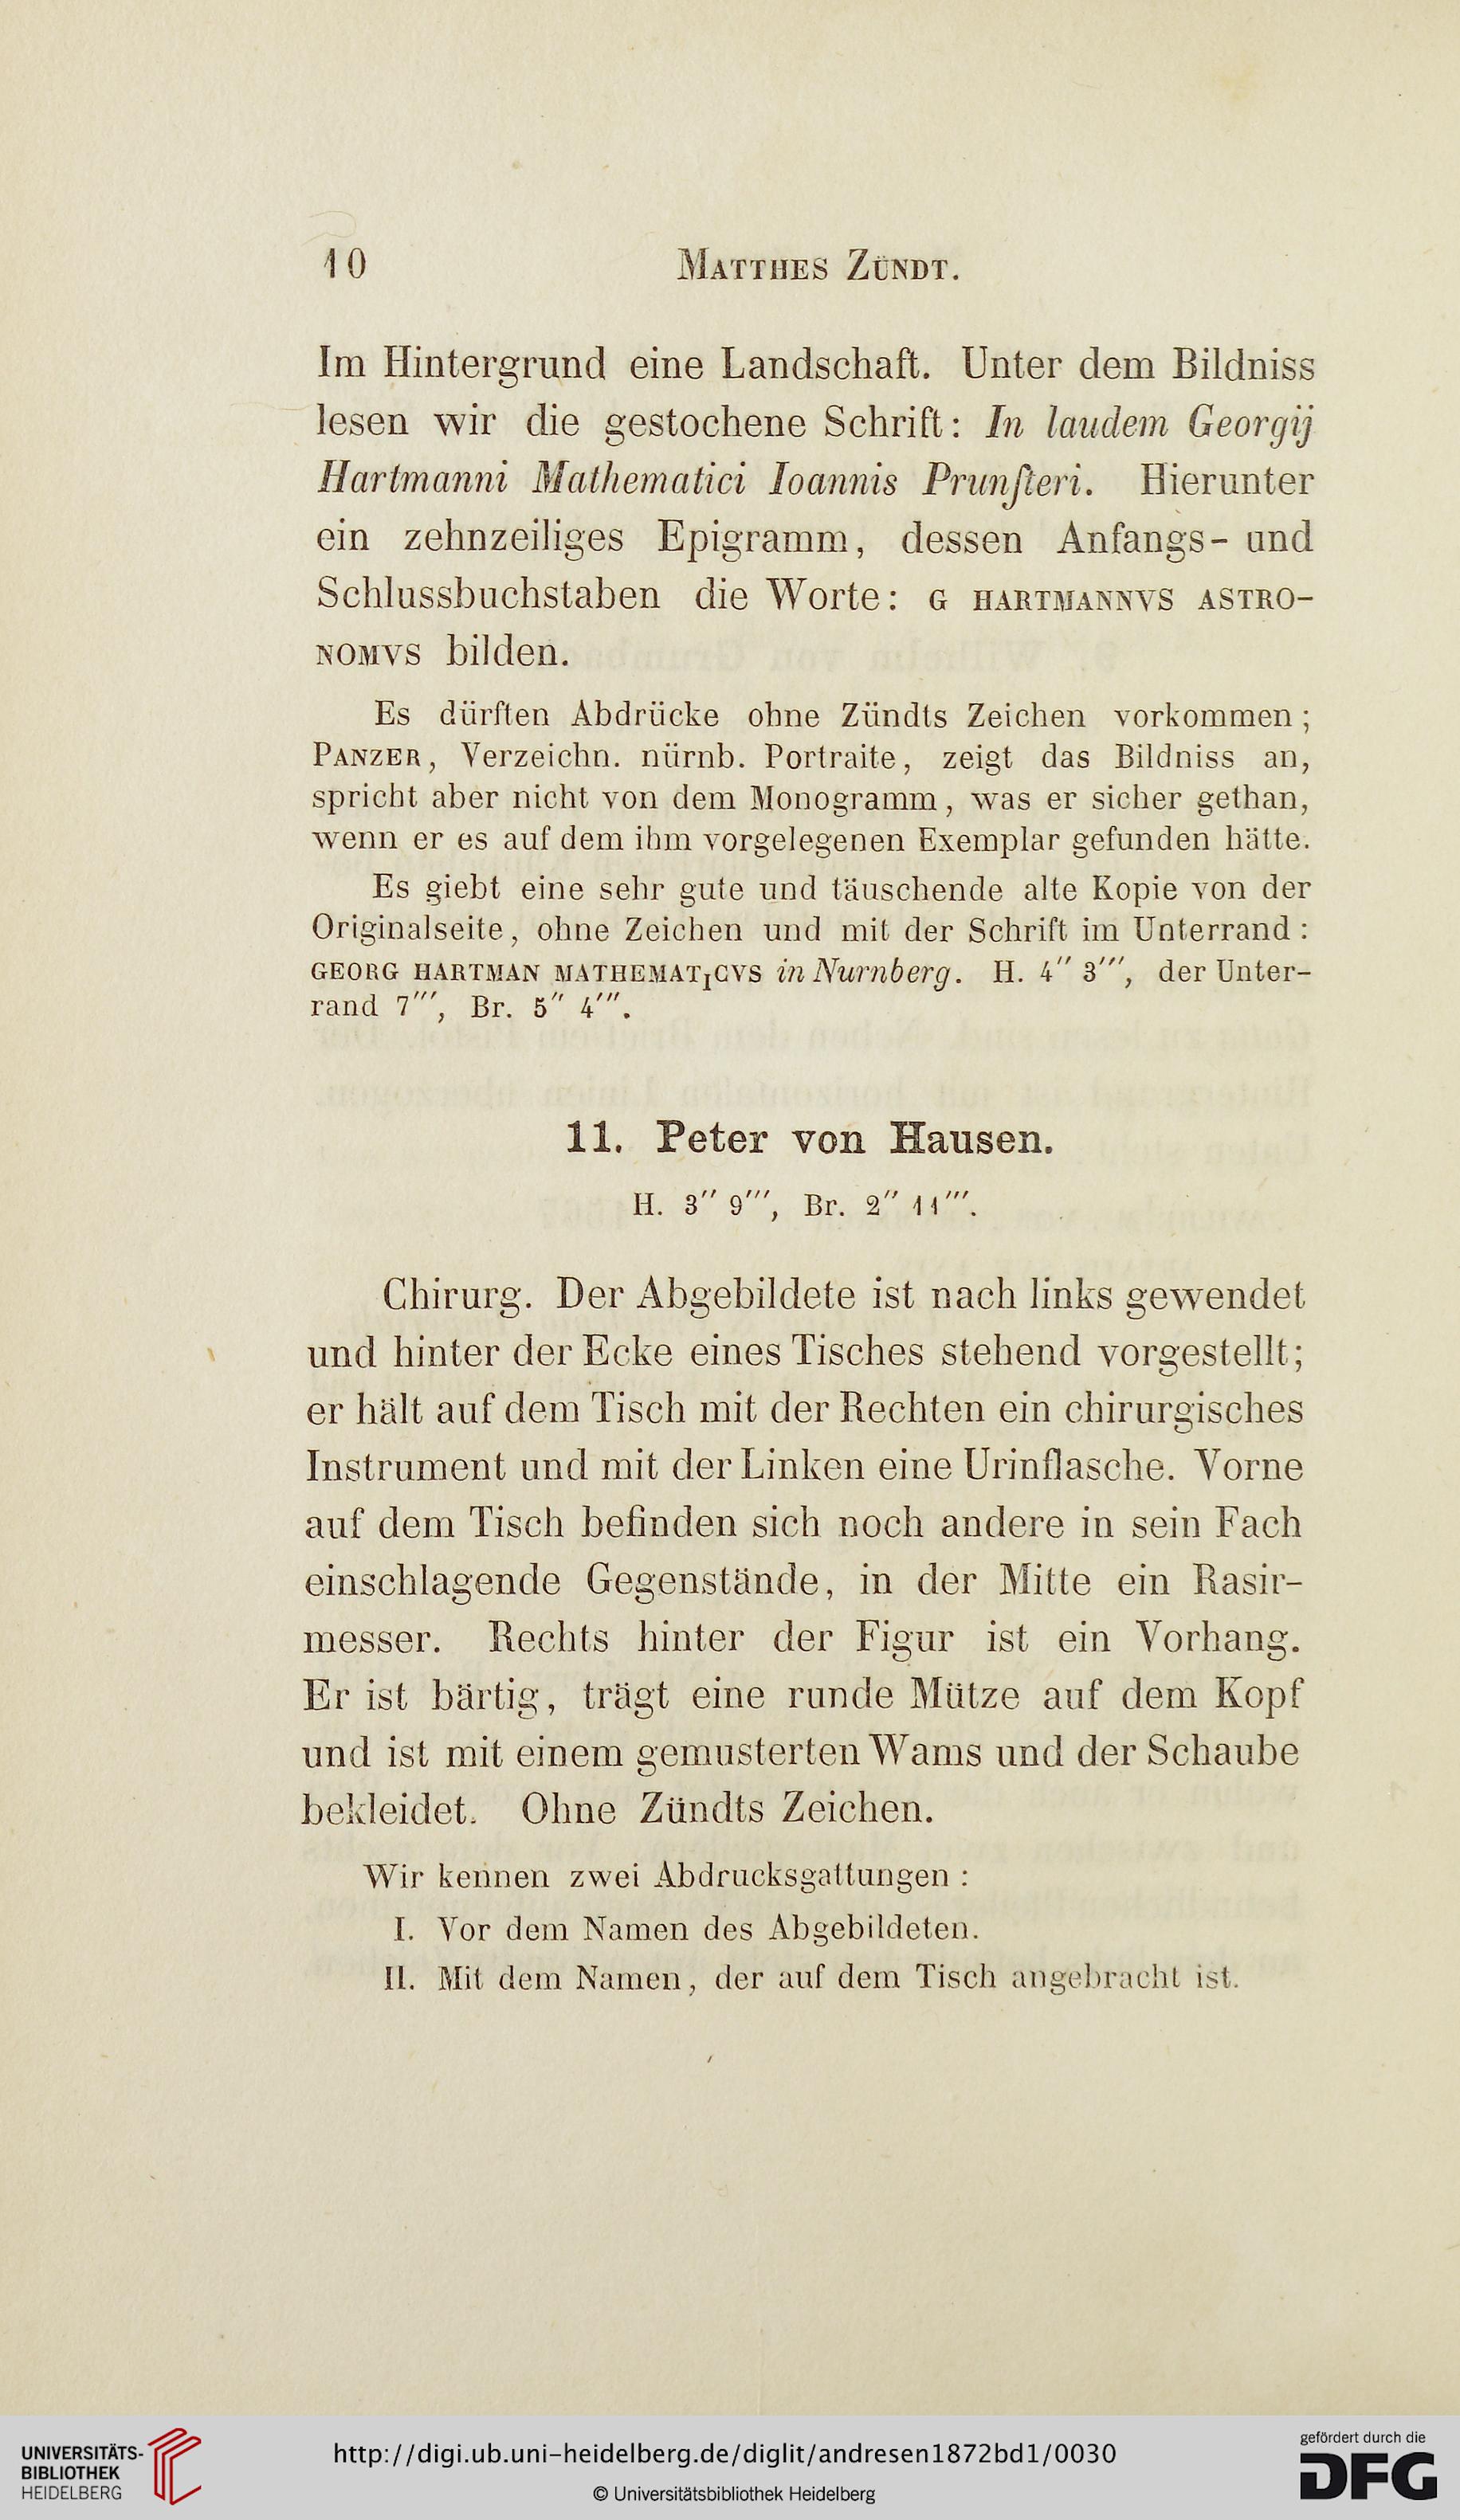 10 MATTHES ZÜNDT.
Im Hintergrund eine Landschaft. Unter dem Bildniss
lesen wir die gestochene Schrift: In laudem Georgij
Hartmanni Mathematici Ioannis Prunſteri. Hierunter
ein zehnzeiliges Epigramm, dessen Anfangs- und
Schlussbuchstaben die Worte: G HARTMANNVS ASTRO-
NOMVS bilden.
Es dürften Abdrücke ohne Zündts Zeichen vorkommen;
PANZER, Verzeichn. nürnb. Portraite, zeigt das Bildniss an,
spricht aber nicht von dem Monogramm, was er sicher gethan,
wenn er es auf dem ihm vorgelegenen Exemplar gefunden hätte.
Es giebt eine sehr gute und täuschende alte Kopie von der
Originalseite, ohne Zeichen und mit der Schrift im Unterrand:
GEORG HARTMAN MATHEMATICVS in Nurnberg. H. 4″ 3‴, der Unter-
rand 7‴, Br. 5″ 4‴.
11. Peter von Hausen.
H. 3″ 9‴, Br. 2″ 11‴.
Chirurg. Der Abgebildete ist nach links gewendet
und hinter der Ecke eines Tisches stehend vorgestellt;
er hält auf dem Tisch mit der Rechten ein chirurgisches
Instrument und mit der Linken eine Urinflasche. Vorne
auf dem Tisch befinden sich noch andere in sein Fach
einschlagende Gegenstände, in der Mitte ein Rasir-
messer. Rechts hinter der Figur ist ein Vorhang.
Er ist bärtig, trägt eine runde Mütze auf dem Kopf
und ist mit einem gemusterten Wams und der Schaube
bekleidet. Ohne Zündts Zeichen.
Wir kennen zwei Abdrucksgattungen:
I. Vor dem Namen des Abgebildeten.
II. Mit dem Namen, der auf dem Tisch angebracht ist.
UNIVERSITÄTS-
BIBLIOTHEK
HEIDELBERG
http://digi.ub.uni-heidelberg.de/diglit/andresen1872bd1/0030
© Universitätsbibliothek Heidelberg
gefördert durch die
DFG